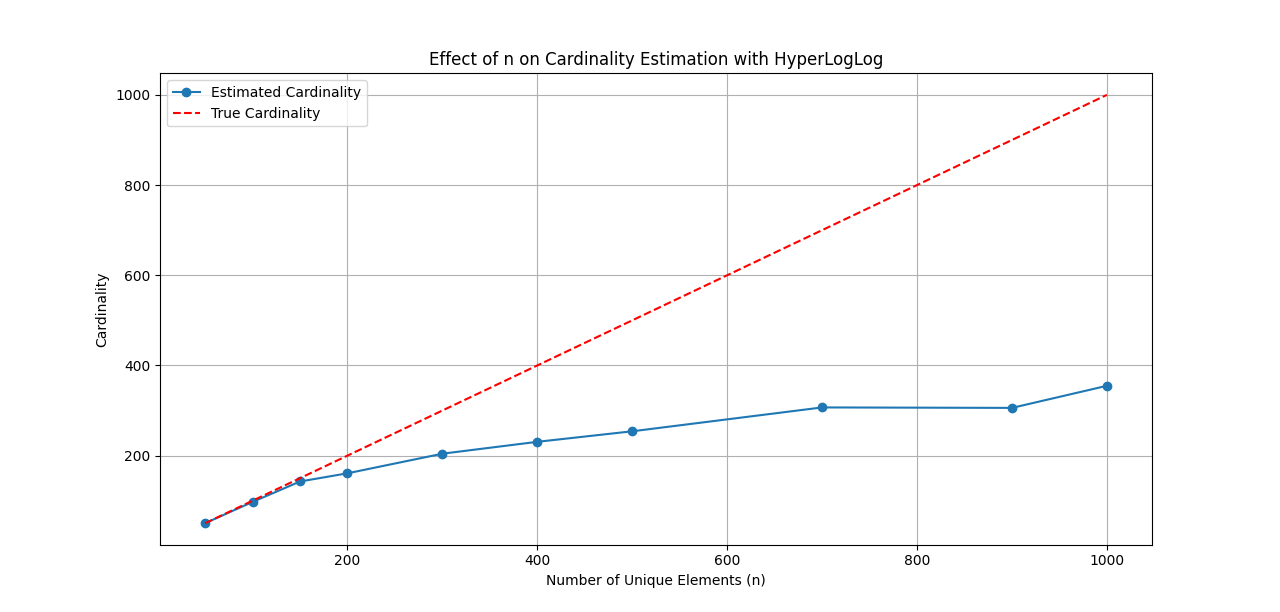 Effect of n on Cardinality Estimation with HyperLogLog
Estimated Cardinality
True Cardinality
1000
800
600
400
200
Cardinality
200
400
600
800
1000
Number of Unique Elements (n)